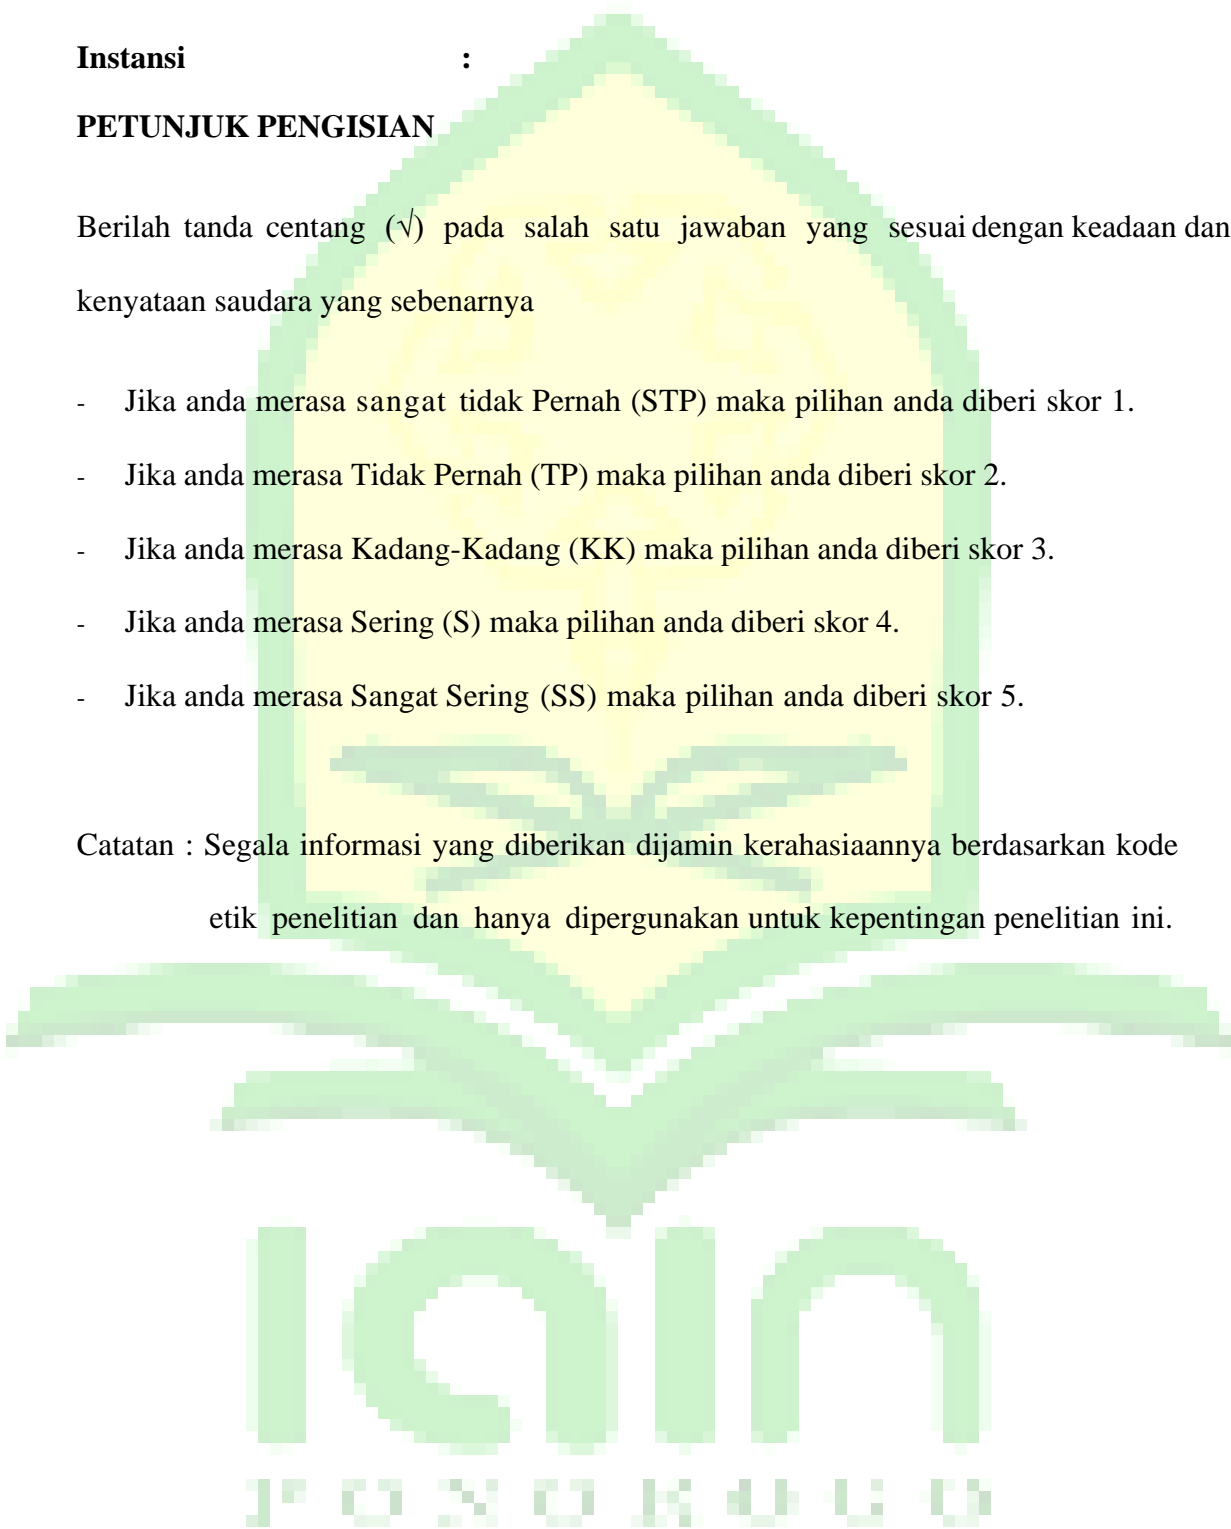 Instansi :
PETUNJUK PENGISIAN
Berilah tanda centang (√) pada salah satu jawaban yang sesuai dengan keadaan dan
kenyataan saudara yang sebenarnya
- Jika anda merasa sangat tidak Pernah (STP) maka pilihan anda diberi skor 1.
- Jika anda merasa Tidak Pernah (TP) maka pilihan anda diberi skor 2.
- Jika anda merasa Kadang-Kadang (KK) maka pilihan anda diberi skor 3.
- Jika anda merasa Sering (S) maka pilihan anda diberi skor 4.
- Jika anda merasa Sangat Sering (SS) maka pilihan anda diberi skor 5.
Catatan : Segala informasi yang diberikan dijamin kerahasiaannya berdasarkan kode
etik penelitian dan hanya dipergunakan untuk kepentingan penelitian ini.
iain
PONOROGO